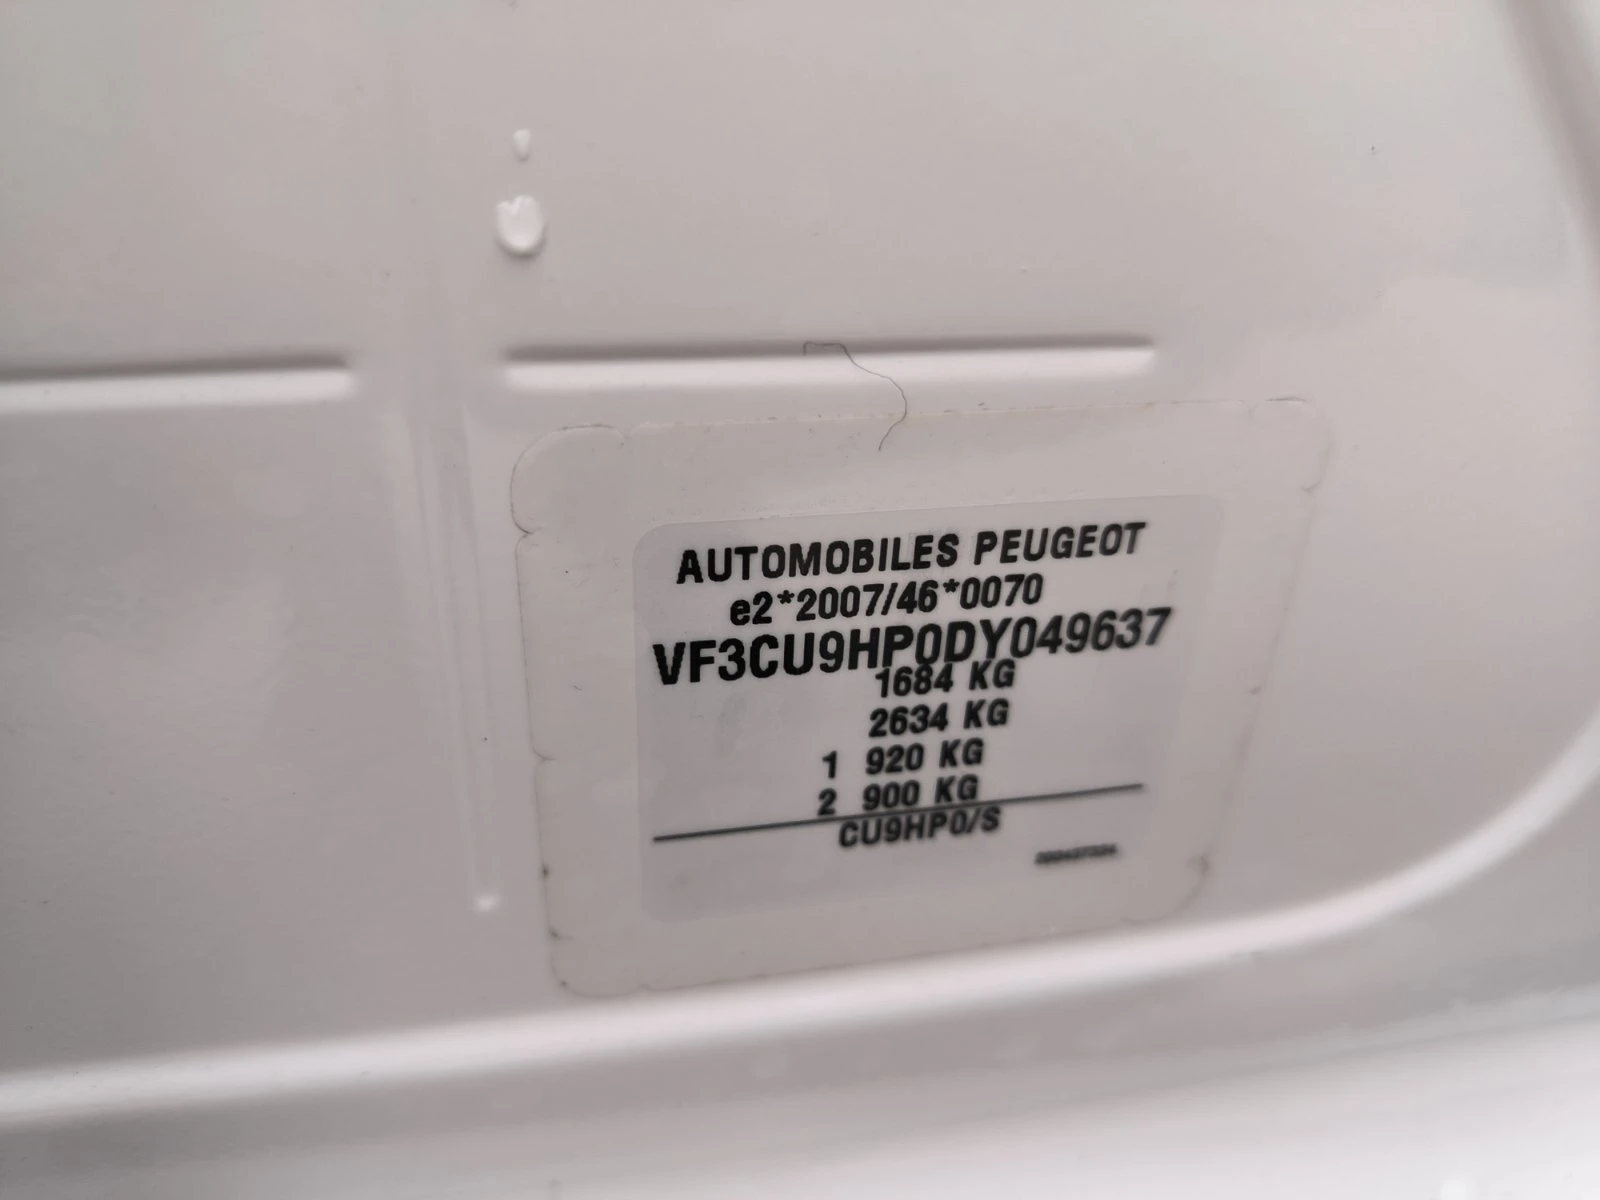 AUTOMOBILES PEUGEOT
e2*2007/46*0070
VF3CU9HP0DY049637
1684 KG
2634 KG
1 920 KG
2 900 KG
CU9HP0/S